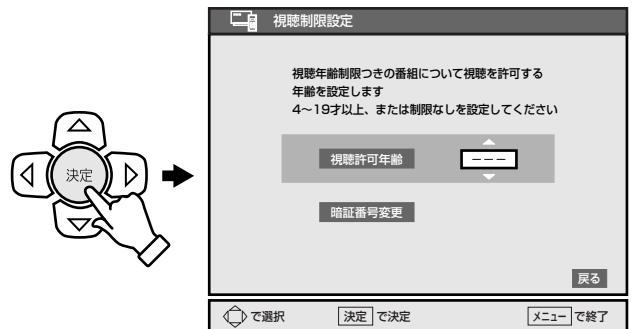 視聴制限設定
視聴年齢制限つきの番組について視聴を許可する
年齢を設定します
4～19才以上、または制限なしを設定してください
決定
視聴許可年齢
－－－
暗証番号変更
戻る
で選択
決定 で決定
メニュー で終了